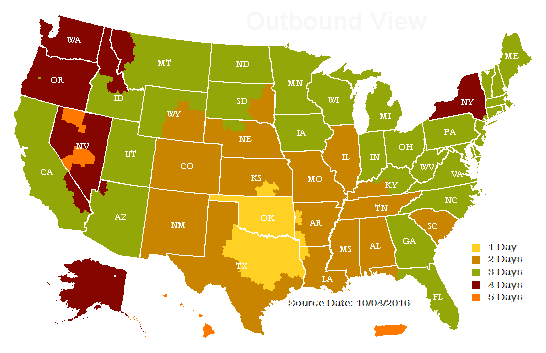 Outbound View
WA
MT
ND
MN
ME
OR
ID
SD
WI
MI
NY
WY
NE
IA
PA
NV
UT
IL
IN
OH
CA
CO
KS
MO
KY
WV
VA
AZ
NM
OK
AR
TN
NC
TX
LA
MS
AL
GA
SC
FL
1 Day
2 Days
3 Days
4 Days
5 Days
Source Date: 10/04/2016